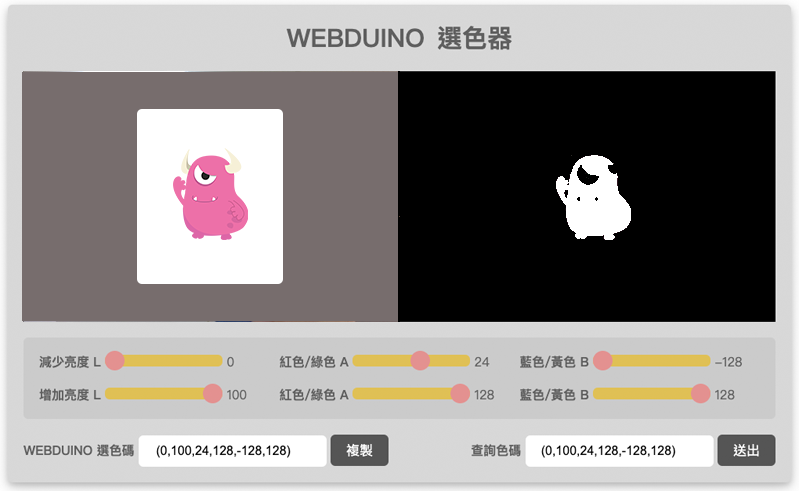 WEBDUINO 選色器
減少亮度 L 0 紅色/綠色 A 24 藍色/黃色 B -128
增加亮度 L 100 紅色/綠色 A 128 藍色/黃色 B 128
WEBDUINO 選色碼 (0,100,24,128,-128,128) 複製 查詢色碼 (0,100,24,128,-128,128) 送出